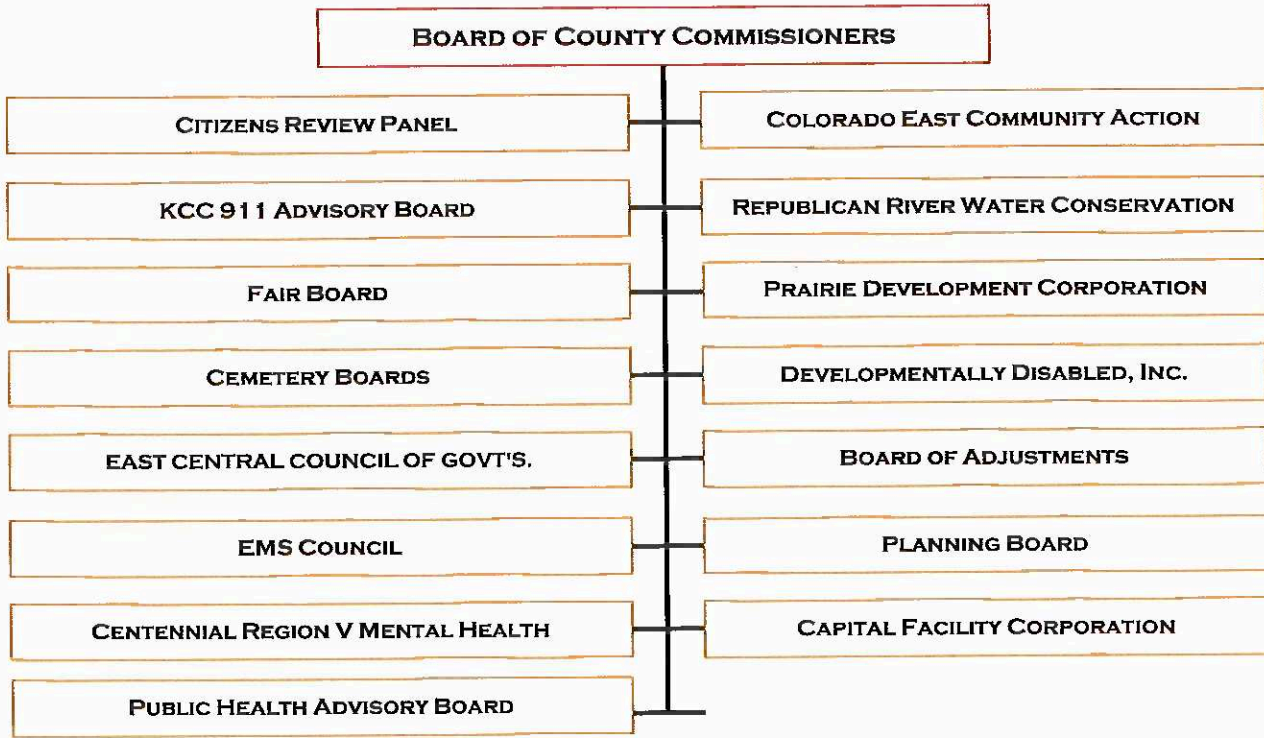 BOARD OF COUNTY COMMISSIONERS
CITIZENS REVIEW PANEL
COLORADO EAST COMMUNITY ACTION
KCC 911 ADVISORY BOARD
REPUBLICAN RIVER WATER CONSERVATION
FAIR BOARD
PRAIRIE DEVELOPMENT CORPORATION
CEMETERY BOARDS
DEVELOPMENTALLY DISABLED, INC.
EAST CENTRAL COUNCIL OF GOVT'S.
BOARD OF ADJUSTMENTS
EMS COUNCIL
PLANNING BOARD
CENTENNIAL REGION V MENTAL HEALTH
CAPITAL FACILITY CORPORATION
PUBLIC HEALTH ADVISORY BOARD